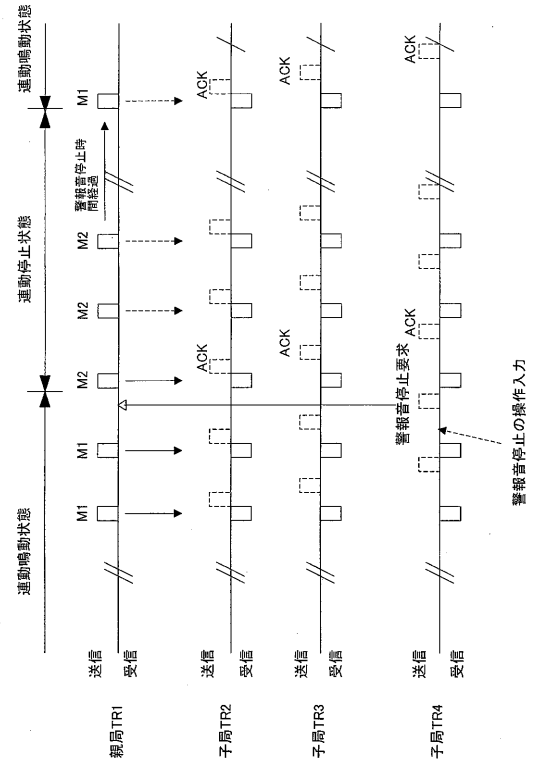 連動鳴動状態
連動停止状態
連動鳴動状態
親局TR1
送信
受信
M1
M1
M2
M2
M2
警報音停止時
間経過
M1
子局TR2
送信
受信
ACK
ACK
子局TR3
送信
受信
ACK
ACK
警報音停止要求
子局TR4
送信
受信
ACK
ACK
警報音停止の操作入力